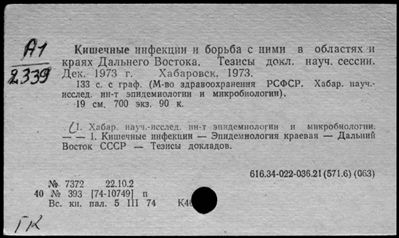 А1
2339
Кишечные инфекции и борьба с ними в областях и
краях Дальнего Востока. Тезисы докл. науч. сессии.
Дек. 1973 г. Хабаровск, 1973.
133 с. с граф. (М-во здравоохранения РСФСР. Хабар. науч.-
исслед. ин-т эпидемиологии и микробиологии).
19 см. 700 экз. 90 к.
1. Хабар. науч.-исслед. ин-т эпидемиологии и микробиологии.
— — 1. Кишечные инфекции — Эпидемиология краевая — Дальний
Восток СССР — Тезисы докладов.
616.34-022-036.21(571.6) (063)
№ 7372 22.10.2
40 № 393 [74-10749] п
Вс. кн. пал. 5 III 74
ГК